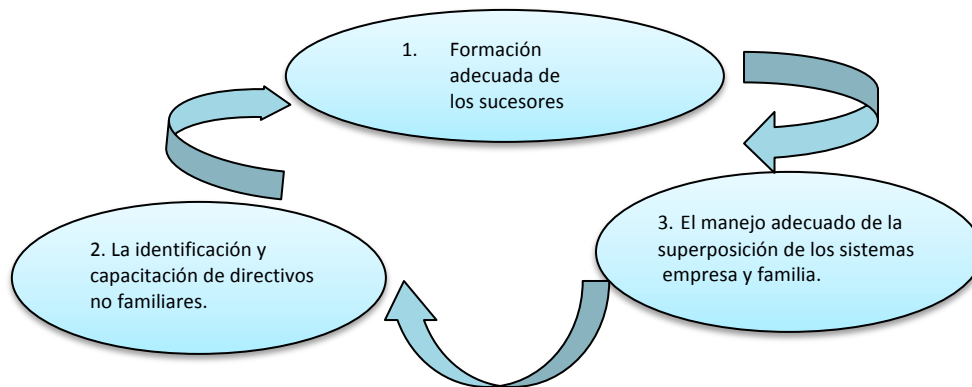 1. Formación
adecuada de
los sucesores
2. La identificación y
capacitación de directivos
no familiares.
3. El manejo adecuado de la
superposición de los sistemas
empresa y familia.